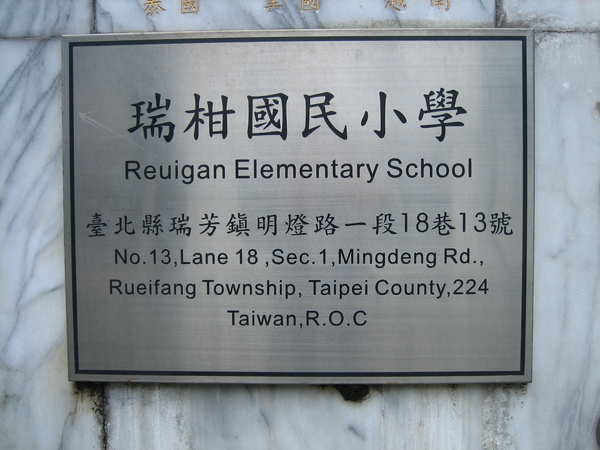 瑞柑國民小學
Reuigan Elementary School
臺北縣瑞芳鎮明燈路一段18巷13號
No.13,Lane 18 ,Sec.1,Mingdeng Rd.,
Rueifang Township, Taipei County,224
Taiwan,R.O.C